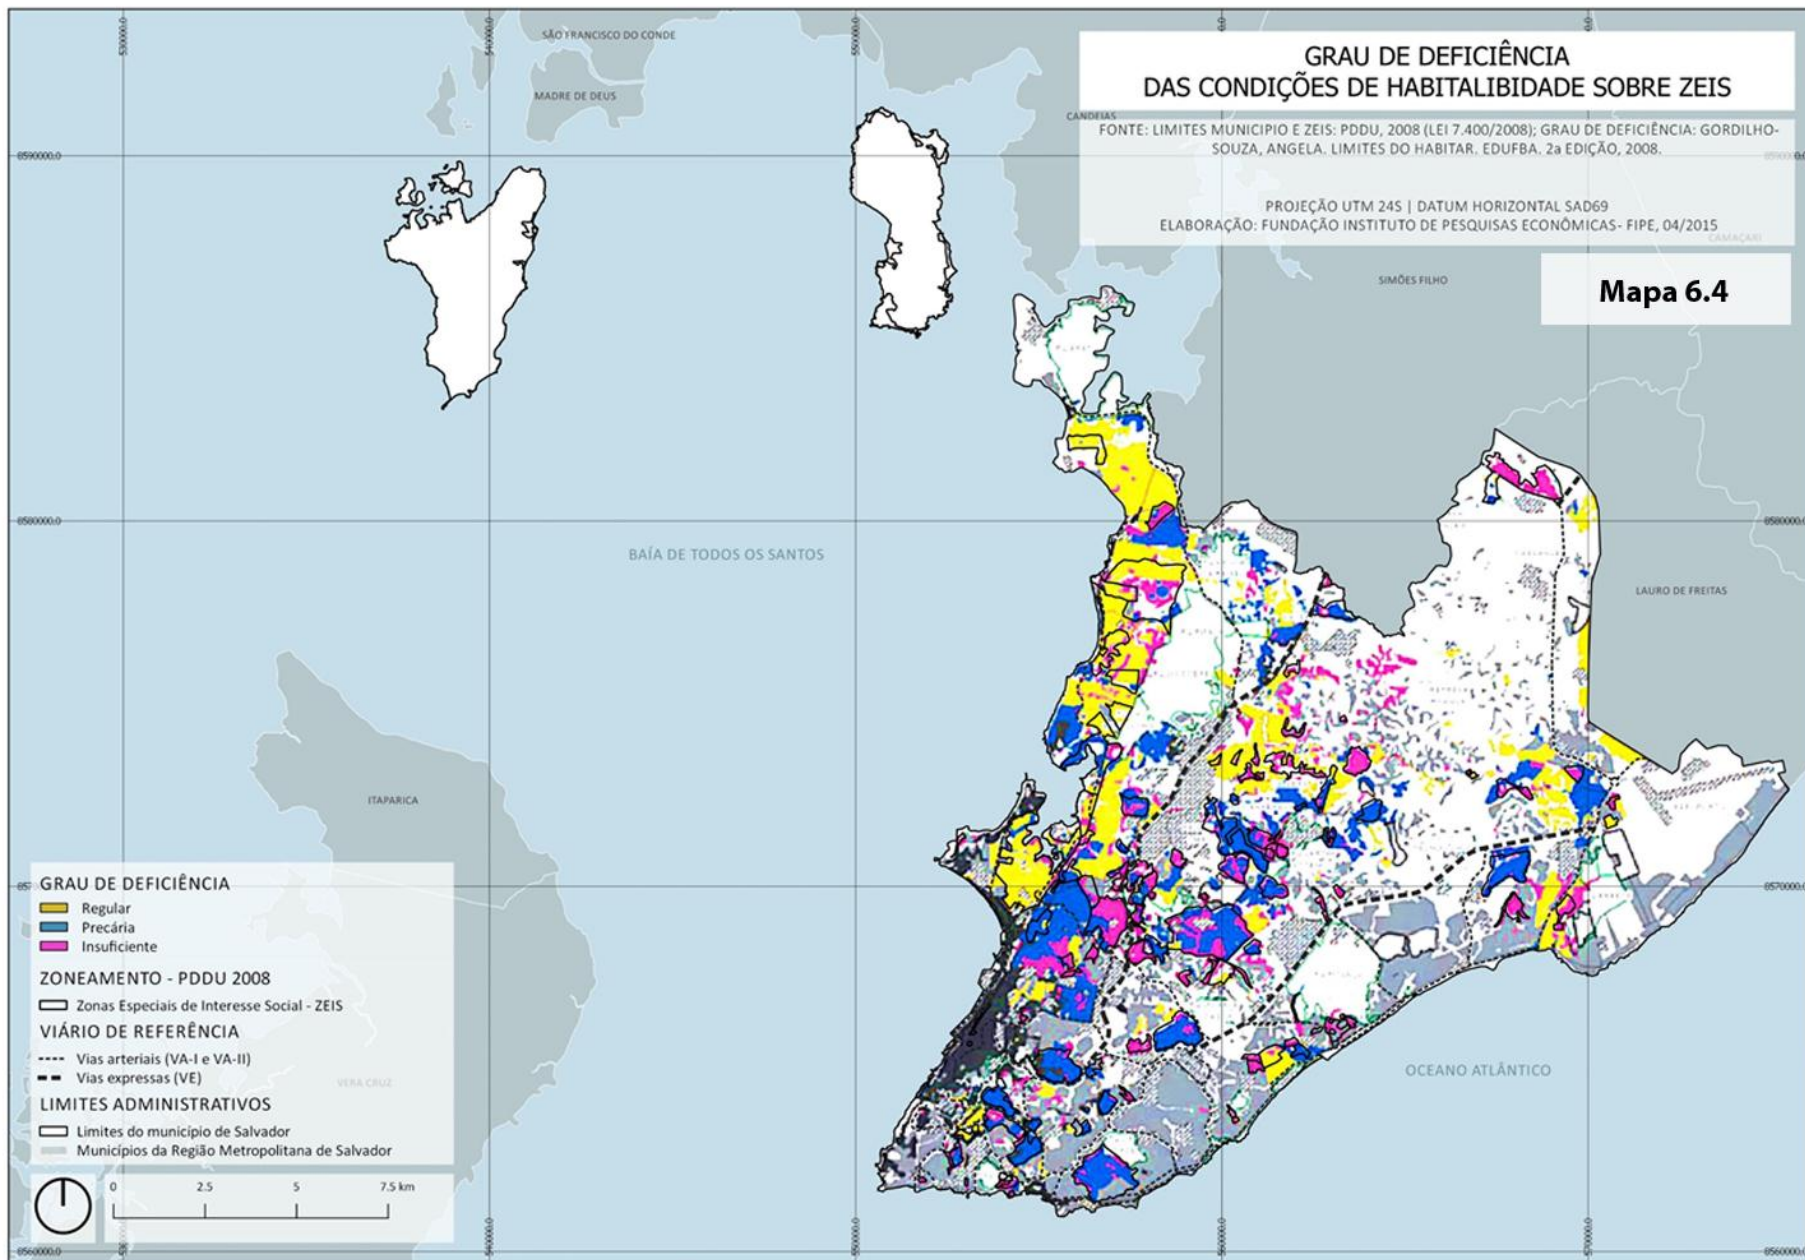 GRAU DE DEFICIÊNCIA
DAS CONDIÇÕES DE HABITALIBIDADE SOBRE ZEIS
FONTE: LIMITES MUNICIPIO E ZEIS: PDDU, 2008 (LEI 7.400/2008); GRAU DE DEFICIÊNCIA: GORDILHO-
SOUZA, ANGELA. LIMITES DO HABITAR. EDUFBA. 2a EDIÇÃO, 2008.
PROJEÇÃO UTM 24S | DATUM HORIZONTAL SAD69
ELABORAÇÃO: FUNDAÇÃO INSTITUTO DE PESQUISAS ECONÔMICAS- FIPE, 04/2015
Mapa 6.4
SÃO FRANCISCO DO CONDE
MADRE DE DEUS
CANDEIAS
CAMAÇARI
SIMÕES FILHO
8590000.0
8580000.0
BAÍA DE TODOS OS SANTOS
LAURO DE FREITAS
ITAPARICA
OCEANO ATLÂNTICO
VERA CRUZ
GRAU DE DEFICIÊNCIA
Regular
Precária
Insuficiente
ZONEAMENTO - PDDU 2008
Zonas Especiais de Interesse Social - ZEIS
VIÁRIO DE REFERÊNCIA
Vias arteriais (VA-I e VA-II)
Vias expressas (VE)
LIMITES ADMINISTRATIVOS
Limites do município de Salvador
Municípios da Região Metropolitana de Salvador
0 2.5 5 7.5 km
8560000.0